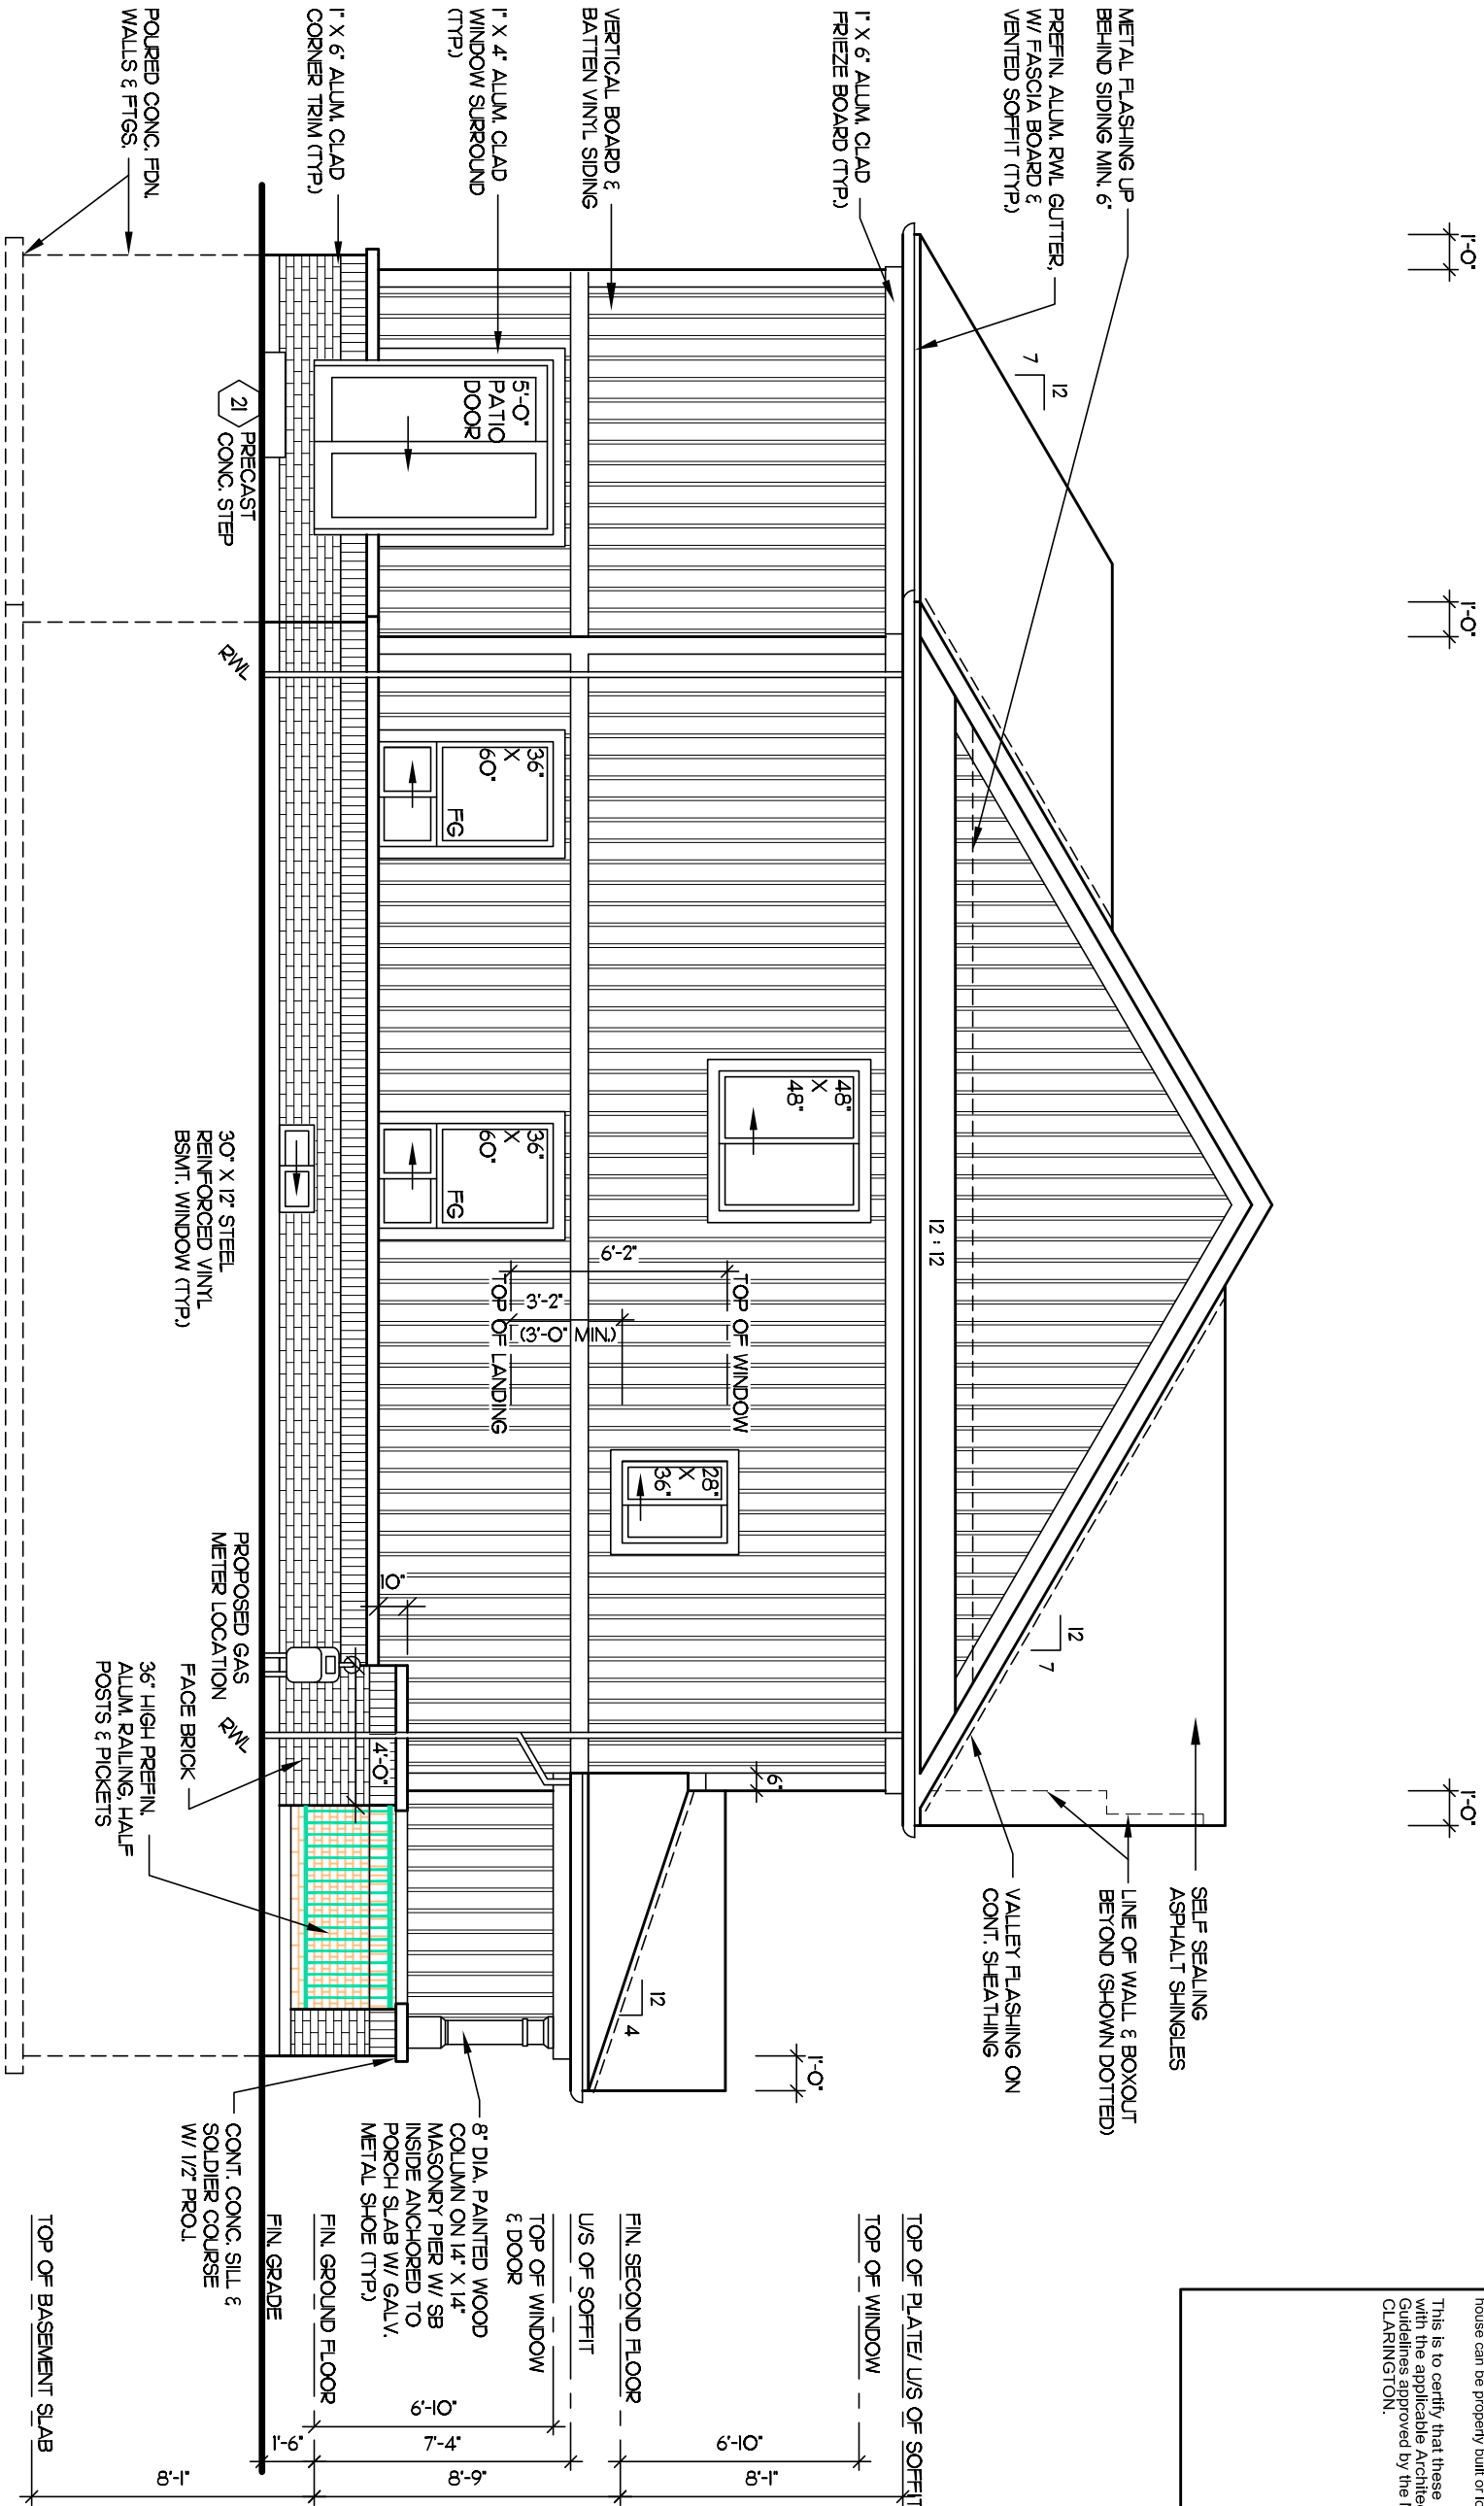 1'-0"
1'-0"
1'-0"
METAL FLASHING UP
BEHIND SIDING MIN. 6"
PREFIN. ALUM. RWL GUTTER,
W/ FASCIA BOARD &
VENTED SOFFIT (TYP.)
1" X 6" ALUM. CLAD
FRIEZE BOARD (TYP.)
VERTICAL BOARD &
BATTEN VINYL SIDING
1" X 4" ALUM. CLAD
WINDOW SURROUND
(TYP.)
1" X 6" ALUM. CLAD
CORNER TRIM (TYP.)
POURED CONC. FDN.
WALLS & FTGS.
12
7
12 : 12
12
7
SELF SEALING
ASPHALT SHINGLES
LINE OF WALL & BOXOUT
BEYOND (SHOWN DOTTED)
VALLEY FLASHING ON
CONT. SHEATHING
1'-0"
12
4
6"
5'-0"
PATIO
DOOR
21
PRECAST
CONC. STEP
RWL
36"
X
60"
FG
48"
X
48"
36"
X
60"
FG
TOP OF WINDOW
6'-2"
3'-2"
(3'-0" MIN.)
TOP OF LANDING
28"
X
36"
10"
4'-0"
30" X 12" STEEL
REINFORCED VINYL
BSMT. WINDOW (TYP.)
PROPOSED GAS
METER LOCATION
RWL
FACE BRICK
36" HIGH PREFIN.
ALUM. RAILING, HALF
POSTS & PICKETS
8" DIA. PAINTED WOOD
COLUMN ON 14" X 14"
MASONRY PIER W/ SB
INSIDE ANCHORED TO
PORCH SLAB W/ GALV.
METAL SHOE (TYP.)
CONT. CONC. SILL &
SOLDIER COURSE
W/ 1/2" PROJ.
TOP OF PLATE/ U/S OF SOFFIT
TOP OF WINDOW
FIN. SECOND FLOOR
U/S OF SOFFIT
TOP OF WINDOW
& DOOR
FIN. GROUND FLOOR
FIN. GRADE
TOP OF BASEMENT SLAB
6'-10"
8'-1"
6'-10"
7'-4"
8'-9"
1'-6"
8'-1"
house can be properly built or
This is to certify that these
with the applicable
Guidelines approved by the
CLARINGTON.